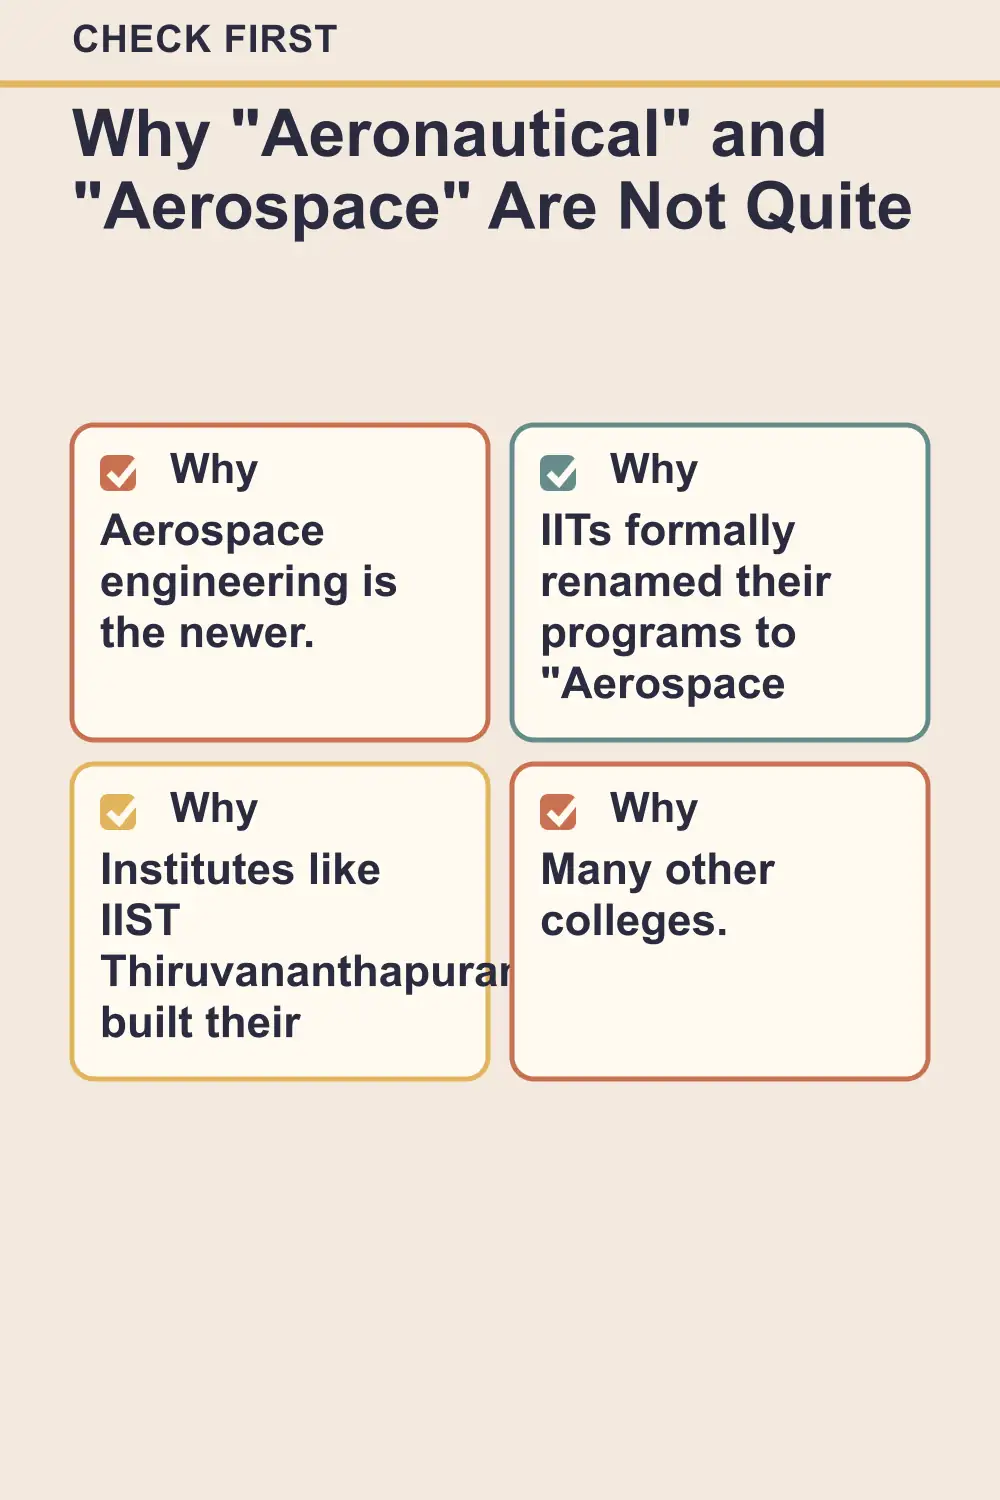 CHECK FIRST
Why "Aeronautical" and
"Aerospace" Are Not Quite
Why
Aerospace
engineering is
the newer.
Why
IITs formally
renamed their
programs to
"Aerospace
Why
Institutes like
IIST
Thiruvananthapuran
built their
Why
Many other
colleges.